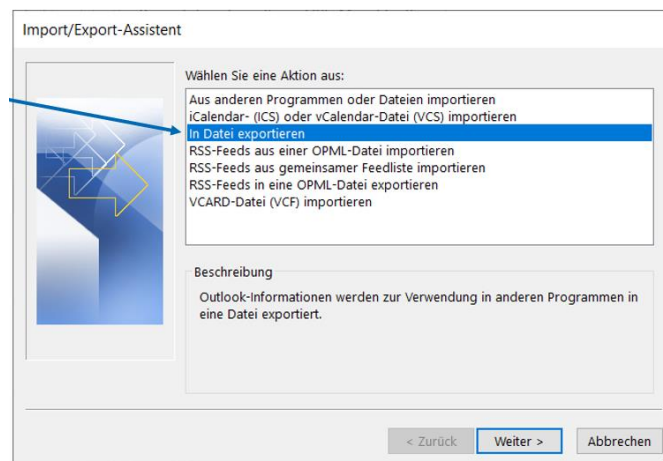 Import/Export-Assistent
Wählen Sie eine Aktion aus:
Aus anderen Programmen oder Dateien importieren
iCalendar- (ICS) oder vCalendar-Datei (VCS) importieren
In Datei exportieren
RSS-Feeds aus einer OPML-Datei importieren
RSS-Feeds aus gemeinsamer Feedliste importieren
RSS-Feeds in eine OPML-Datei exportieren
VCARD-Datei (VCF) importieren
Beschreibung
Outlook-Informationen werden zur Verwendung in anderen Programmen in
eine Datei exportiert.
< Zurück
Weiter >
Abbrechen